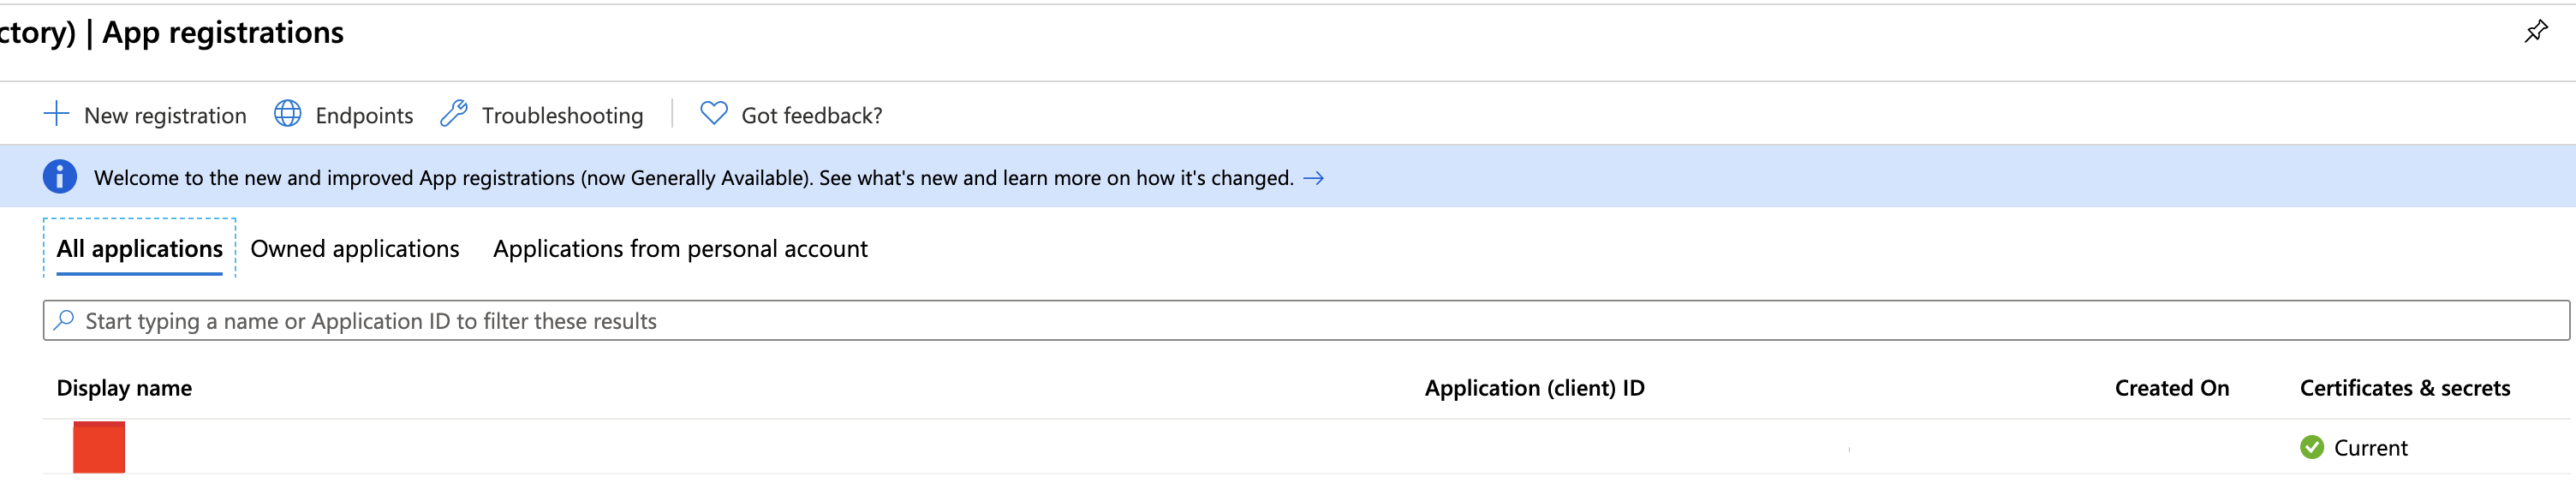 ctory) | App registrations
New registration Endpoints Troubleshooting Got feedback?
Welcome to the new and improved App registrations (now Generally Available). See what's new and learn more on how it's changed. →
All applications Owned applications Applications from personal account
Start typing a name or Application ID to filter these results
Display name Application (client) ID Created On Certificates & secrets
Current